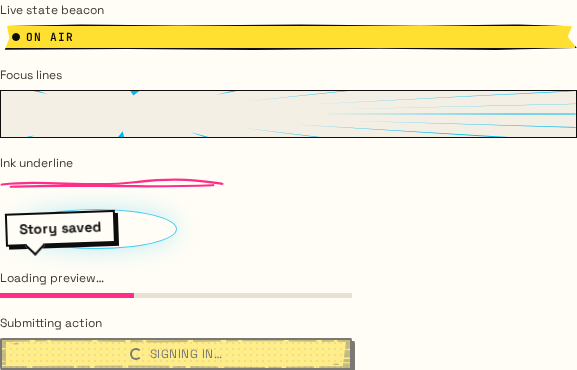 Live state beacon
ON AIR
Focus lines
Ink underline
Story saved
Loading preview...
Submitting action
SIGNING IN...